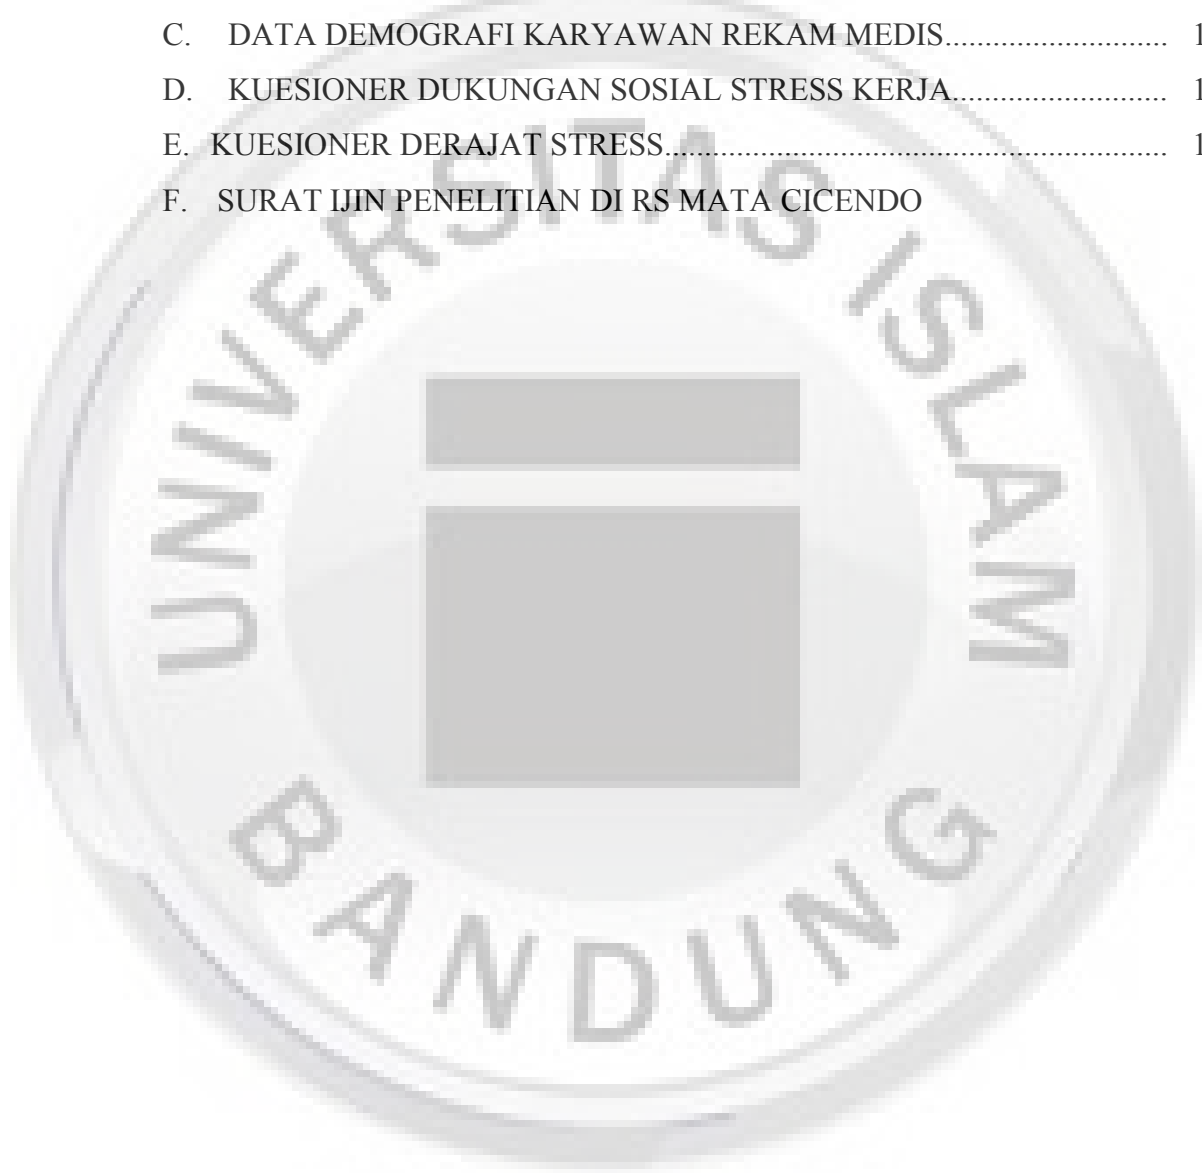 C. DATA DEMOGRAFI KARYAWAN REKAM MEDIS............................ 1
D. KUESIONER DUKUNGAN SOSIAL STRESS KERJA........................... 1
E. KUESIONER DERAJAT STRESS............................................................... 1
F. SURAT IJIN PENELITIAN DI RS MATA CICENDO
UNIVERSITAS ISLAM
BANDUNG